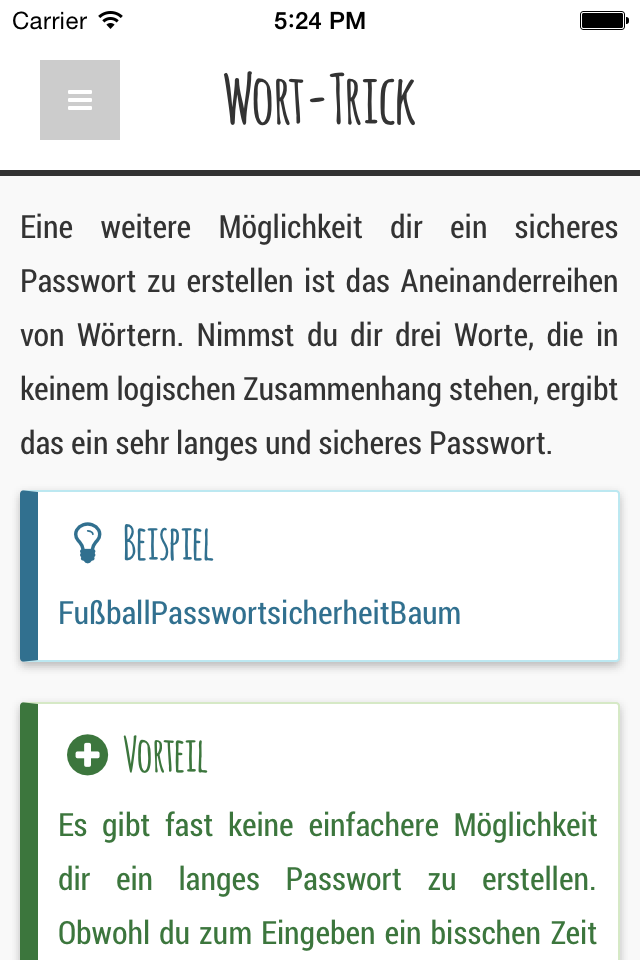 Carrier 5:24 PM
Wort-Trick
Eine weitere Möglichkeit dir ein sicheres
Passwort zu erstellen ist das Aneinanderreihen
von Wörtern. Nimmst du dir drei Worte, die in
keinem logischen Zusammenhang stehen, ergibt
das ein sehr langes und sicheres Passwort.
Beispiel
FußballPasswortsicherheitBaum
Vorteil
Es gibt fast keine einfachere Möglichkeit
dir ein langes Passwort zu erstellen.
Obwohl du zum Eingeben ein bisschen Zeit